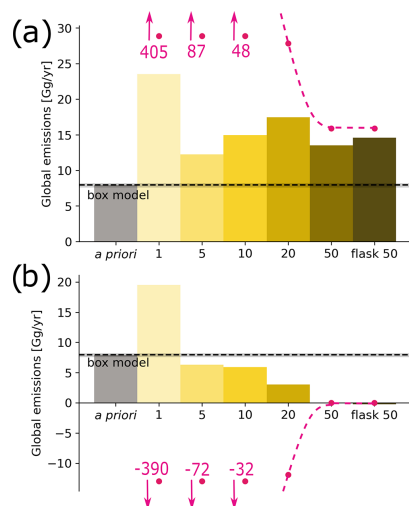 (a)
Global emissions [Gg/yr]
30
25
20
15
10
5
0
405 87 48
box model
a priori 1 5 10 20 50 flask 50
(b)
Global emissions [Gg/yr]
20
15
10
5
0
−5
−10
box model
a priori 1 5 10 20 50 flask 50
-390 -72 -32